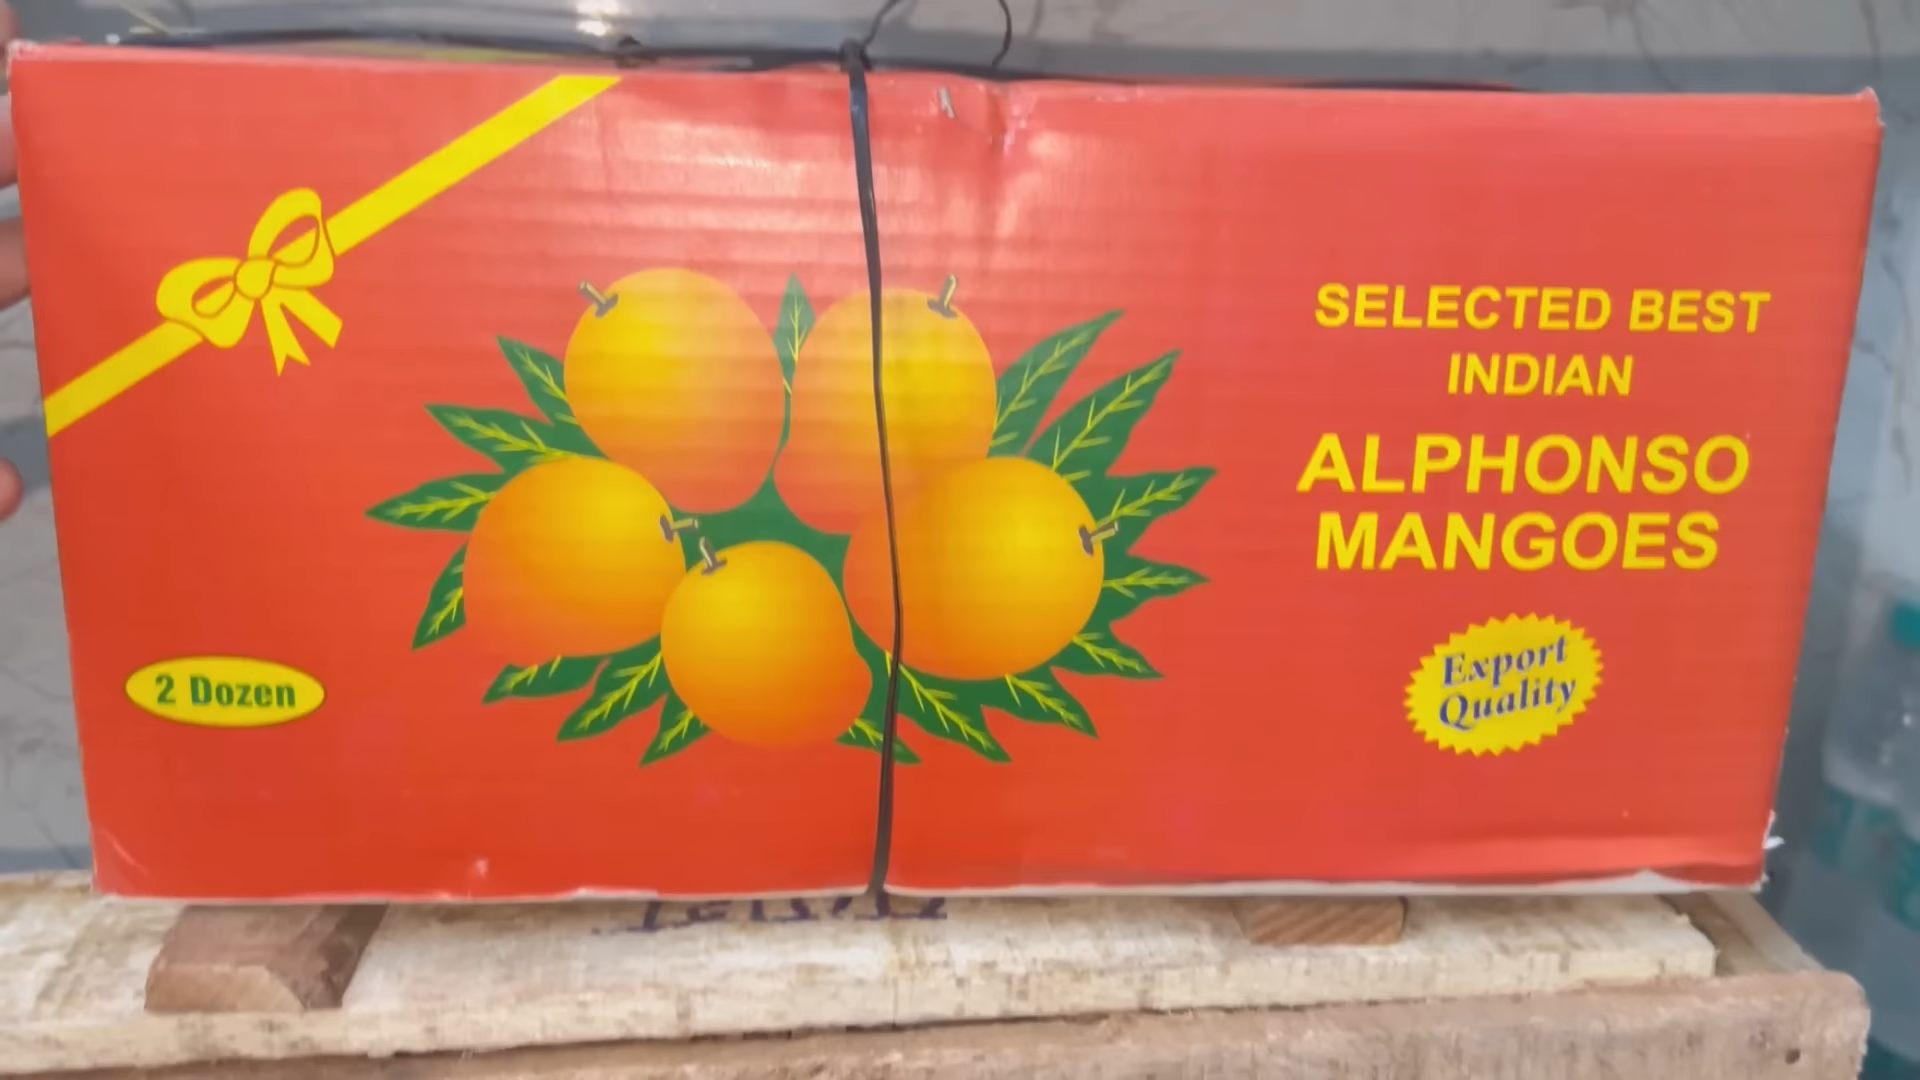 SELECTED BEST
INDIAN
ALPHONSO
MANGOES
Export
Quality
2 Dozen